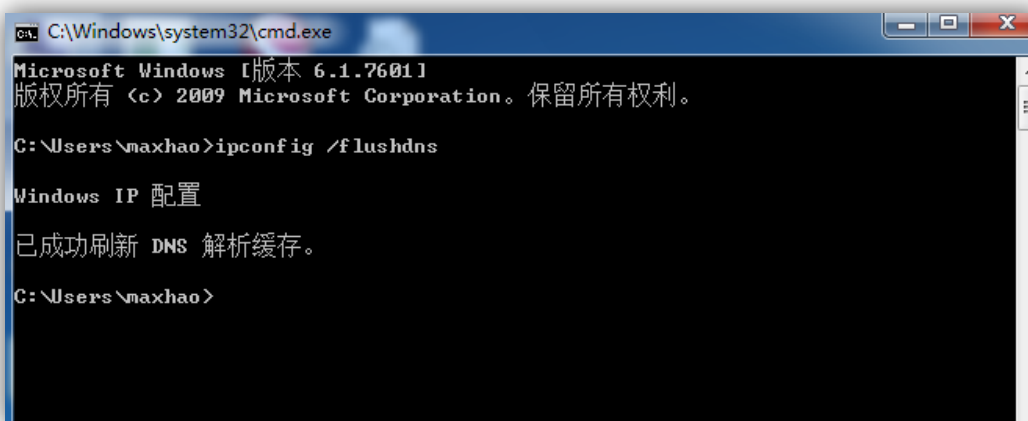 C:\Windows\system32\cmd.exe
Microsoft Windows [版本 6.1.7601]
版权所有 (c) 2009 Microsoft Corporation。保留所有权利。
C:\Users\maxhao>ipconfig /flushdns
Windows IP 配置
已成功刷新 DNS 解析缓存。
C:\Users\maxhao>